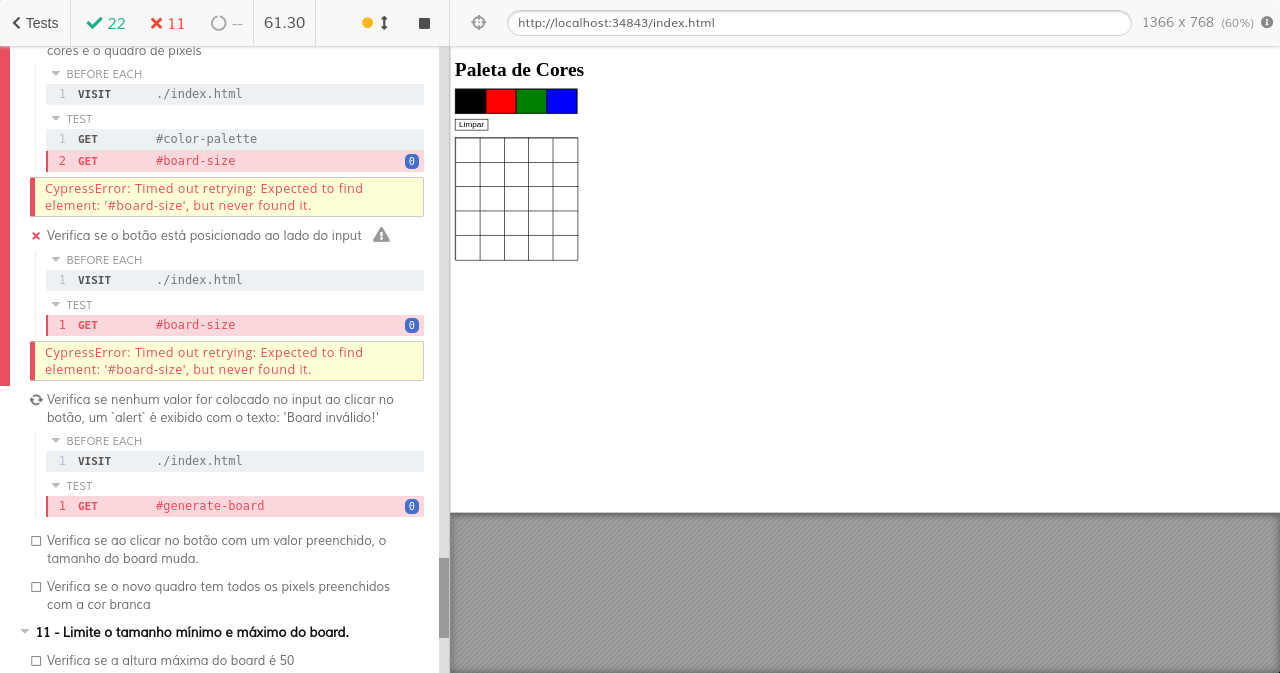 Tests
22
11
--
61.30
http://localhost:34843/index.html
1366 x 768 (60%)
cores e o quadro de pixels
BEFORE EACH
1 VISIT ./index.html
TEST
1 GET #color-palette
2 GET #board-size 0
CypressError: Timed out retrying: Expected to find
element: '#board-size', but never found it.
Verifica se o botão está posicionado ao lado do input
BEFORE EACH
1 VISIT ./index.html
TEST
1 GET #board-size 0
CypressError: Timed out retrying: Expected to find
element: '#board-size', but never found it.
Verifica se nenhum valor for colocado no input ao clicar no
botão, um `alert` é exibido com o texto: 'Board inválido!'
BEFORE EACH
1 VISIT ./index.html
TEST
1 GET #generate-board 0
Verifica se ao clicar no botão com um valor preenchido, o
tamanho do board muda.
Verifica se o novo quadro tem todos os pixels preenchidos
com a cor branca
11 - Limite o tamanho mínimo e máximo do board.
Verifica se a altura máxima do board é 50
Paleta de Cores
Limpar